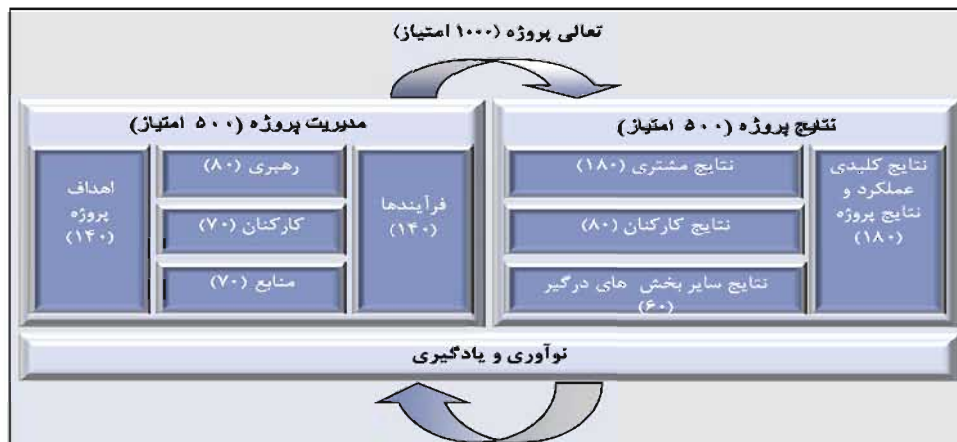 تعالی پروژه (۱۰۰۰ امتیاز)
مدیریت پروژه (۵۰۰ امتیاز)
اهداف
پروژه
(۱۴۰)
رهبری (۸۰)
کارکنان (۷۰)
منابع (۷۰)
فرآیندها
(۱۴۰)
نتایج پروژه (۵۰۰ امتیاز)
نتایج مشتری (۱۸۰)
نتایج کارکنان (۸۰)
نتایج سایر بخش های درگیر
(۶۰)
نتایج کلیدی
عملکرد و
نتایج پروژه
(۱۸۰)
نوآوری و یادگیری